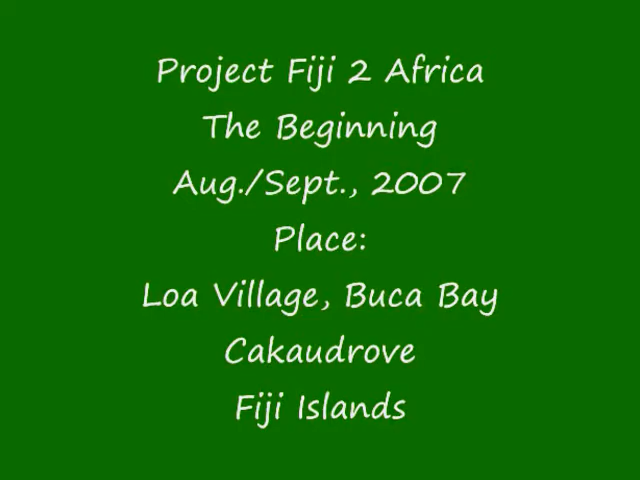 Project Fiji 2 Africa
The Beginning
Aug./Sept., 2007
Place:
Loa Village, Buca Bay
Cakaudrove
Fiji Islands